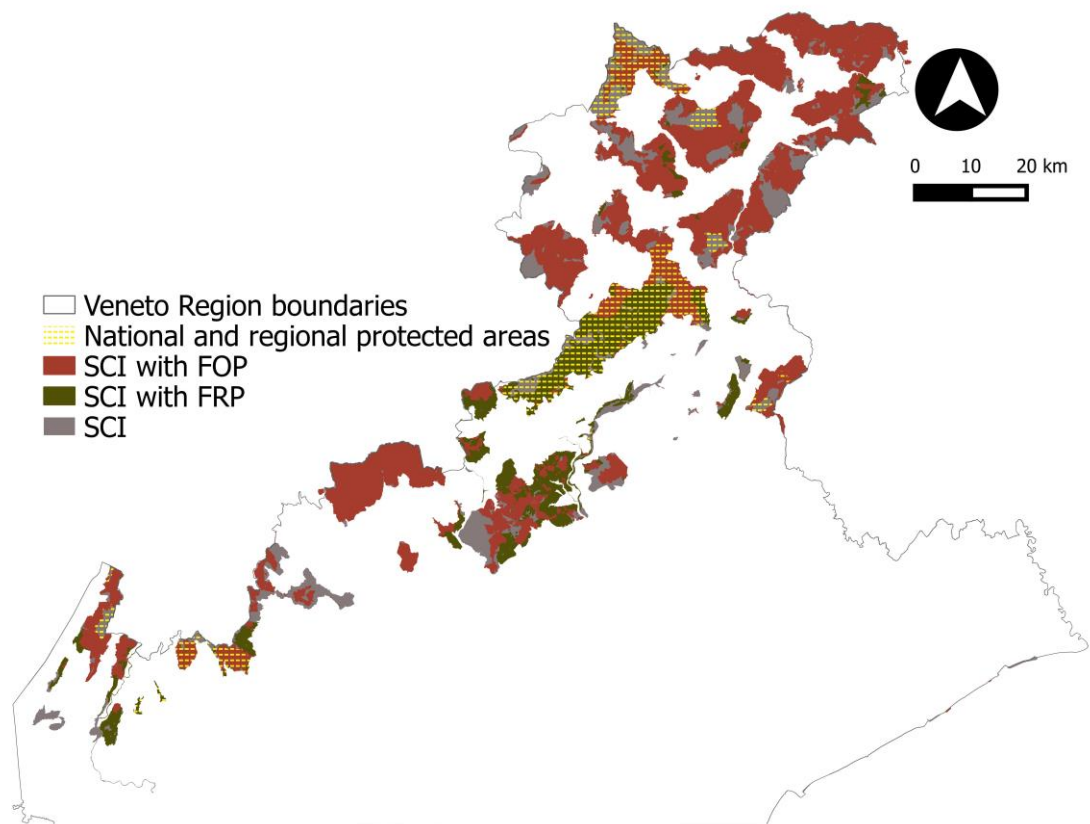 0 10 20 km
Veneto Region boundaries
National and regional protected areas
SCI with FOP
SCI with FRP
SCI